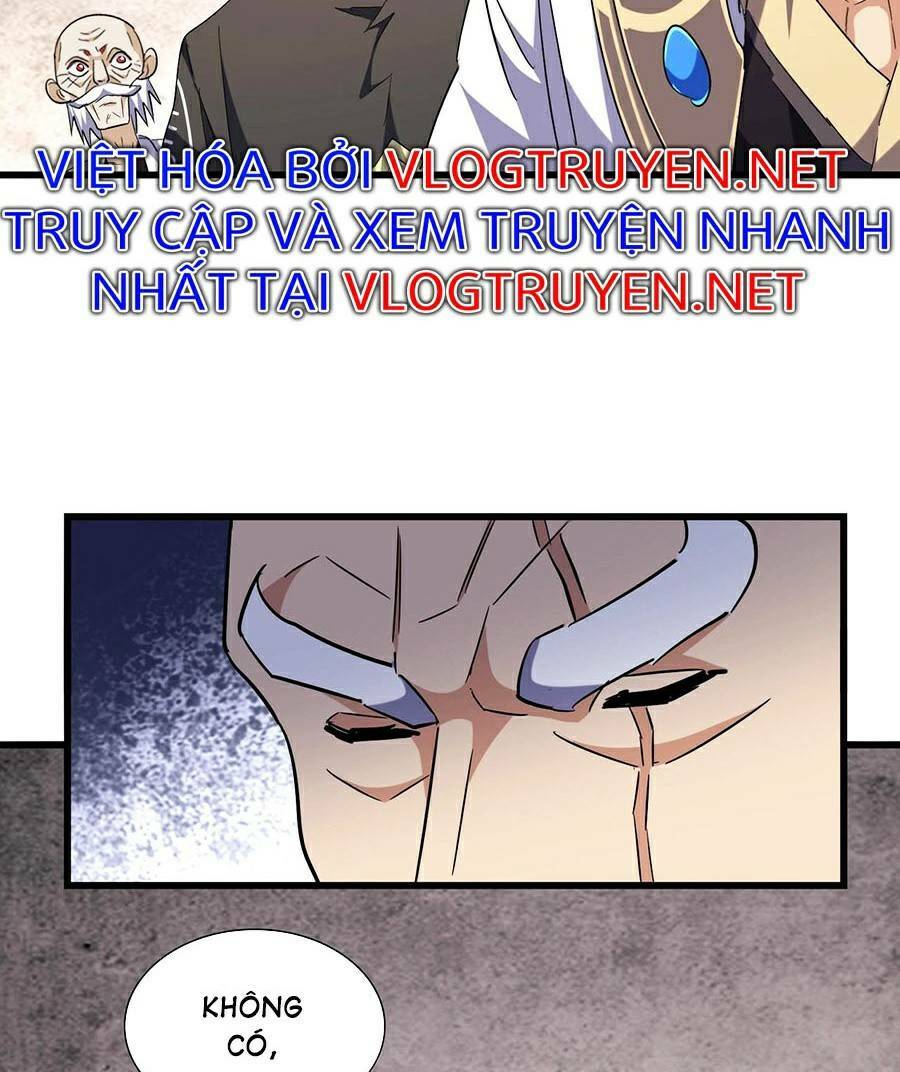 VIỆT HÓA BỞI VLOGTRUYEN.NET
TRUY CẬP VÀ XEM TRUYỆN NHANH
NHẤT TẠI VLOGTRUYEN.NET
KHÔNG
CÓ,